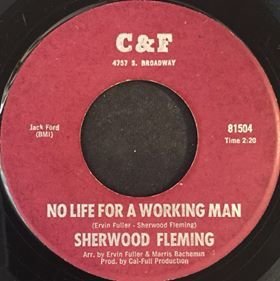 C&F
4757 S. BROADWAY
Jack Ford
(BMI)
81504
Time 2:20
NO LIFE FOR A WORKING MAN
(Ervin Fuller - Sherwood Fleming)
SHERWOOD FLEMING
Arr. by Ervin Fuller & Marris Bachemin
Prod. by Cal-Full Production